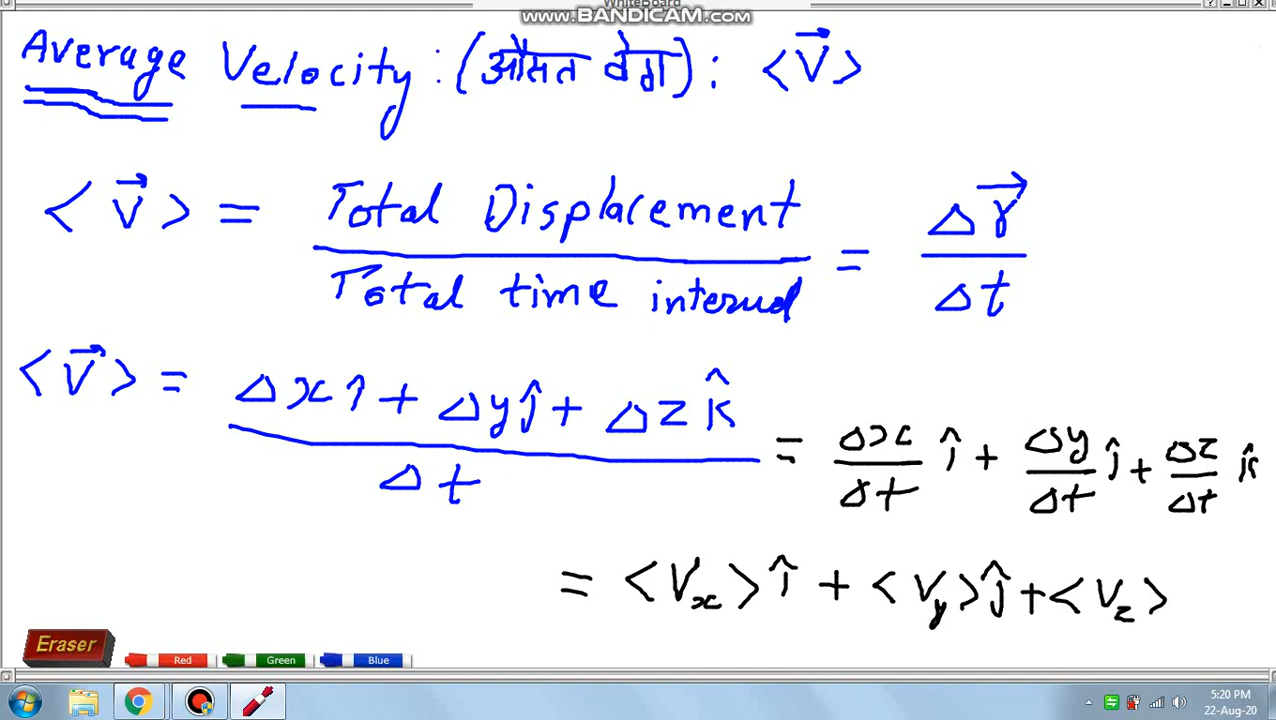 WhiteBoard
www.BANDICAM.com
Average Velocity : (औसत वेग) : <V⃗>
<V⃗> = Total Displacement / Total time interval = Δr⃗ / Δt
<V⃗> = Δx î + Δy ĵ + Δz k̂ / Δt = Δx/Δt î + Δy/Δt ĵ + Δz/Δt k̂
= <Vx> î + <Vy> ĵ + <Vz>
Eraser
Red Green Blue
5:20 PM
22-Aug-20